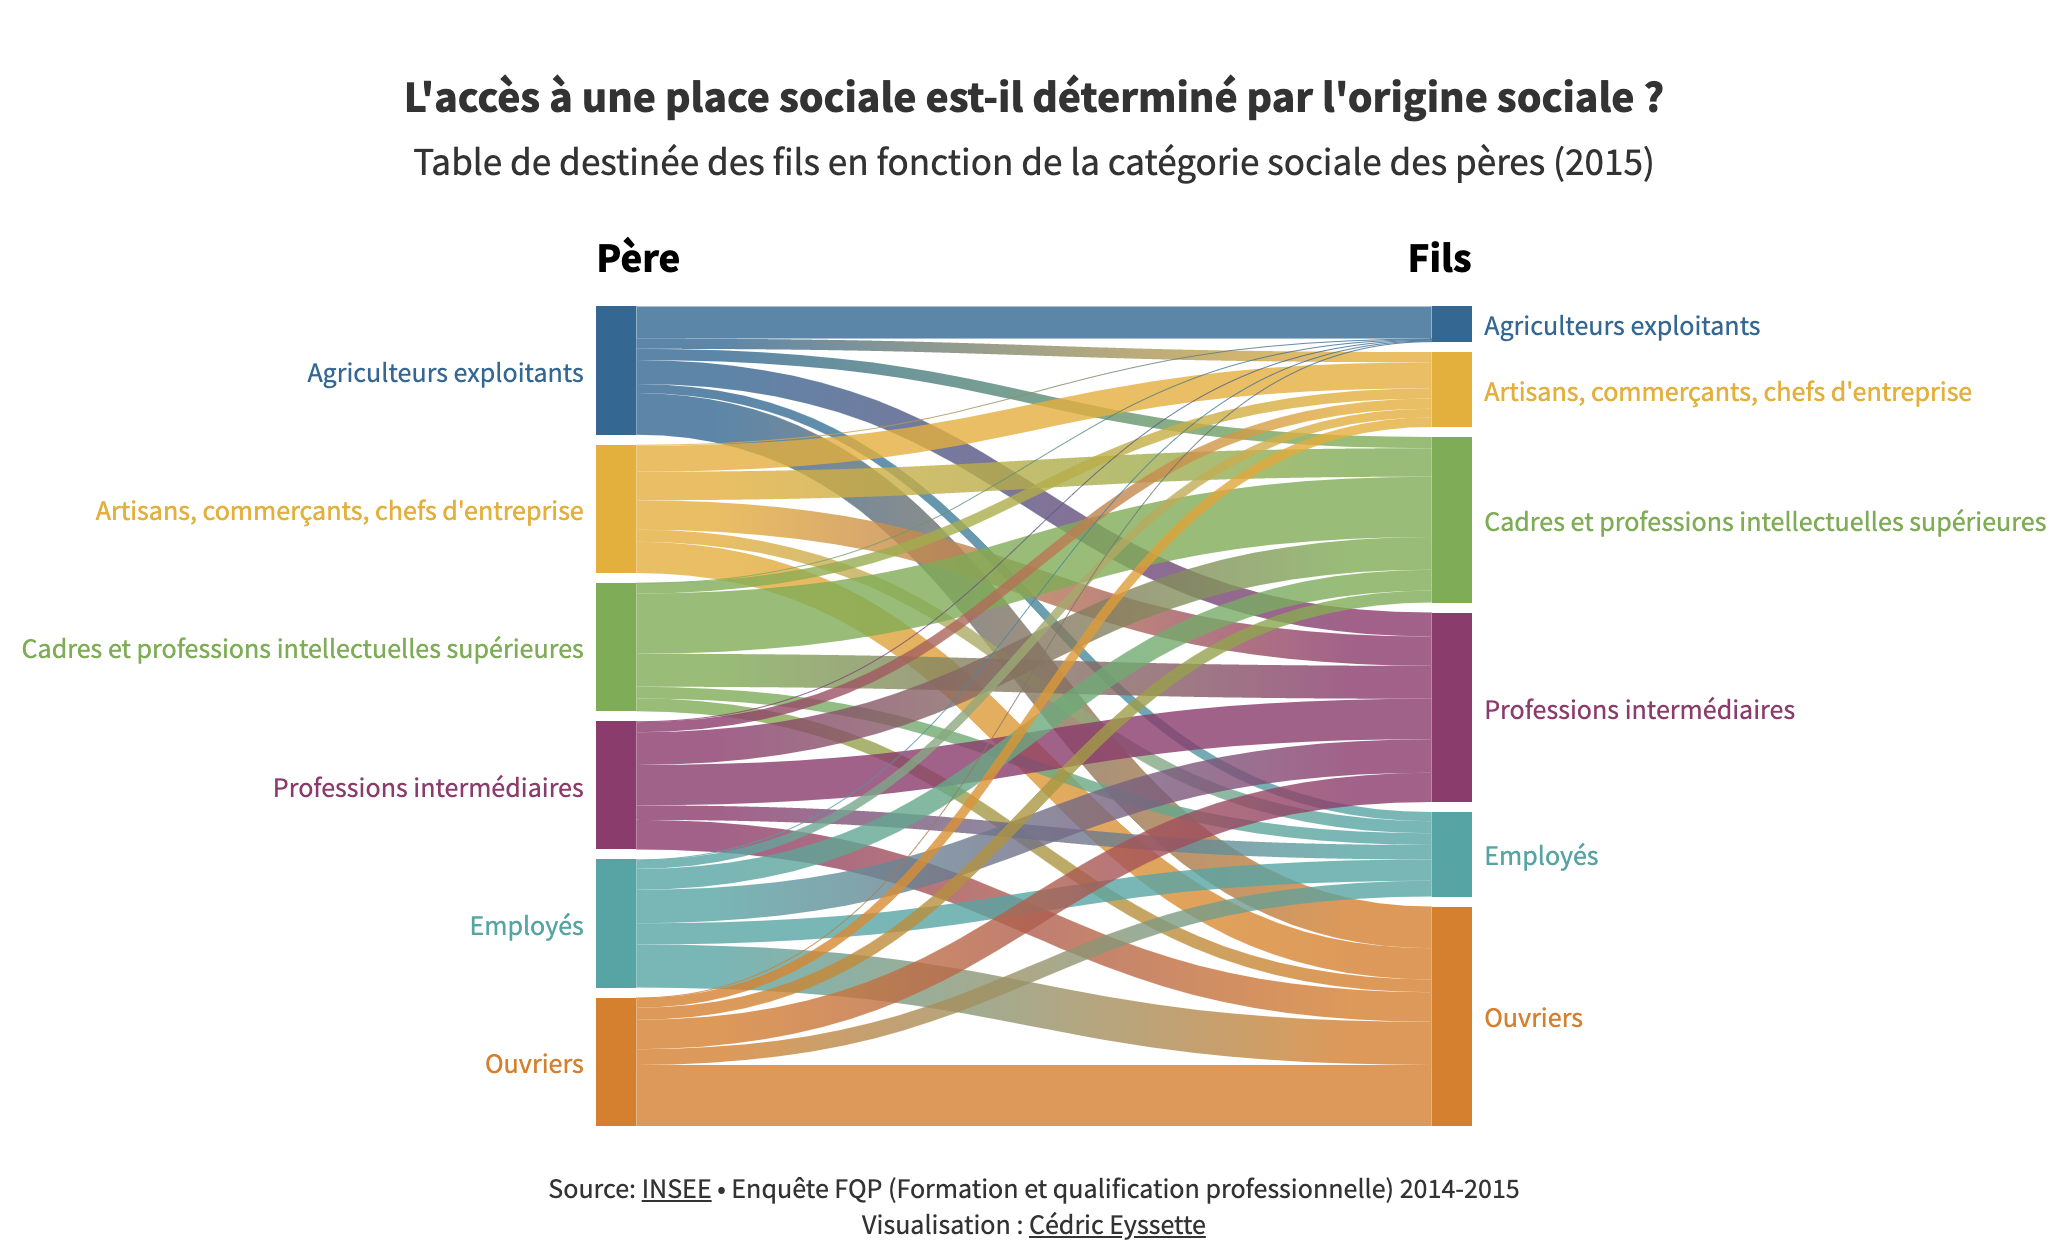 L'accès à une place sociale est-il déterminé par l'origine sociale ?
Table de destinée des fils en fonction de la catégorie sociale des pères (2015)
Père
Fils
Agriculteurs exploitants
Artisans, commerçants, chefs d'entreprise
Cadres et professions intellectuelles supérieures
Professions intermédiaires
Employés
Ouvriers
Agriculteurs exploitants
Artisans, commerçants, chefs d'entreprise
Cadres et professions intellectuelles supérieures
Professions intermédiaires
Employés
Ouvriers
Source: INSEE • Enquête FQP (Formation et qualification professionnelle) 2014-2015
Visualisation : Cédric Eyssette